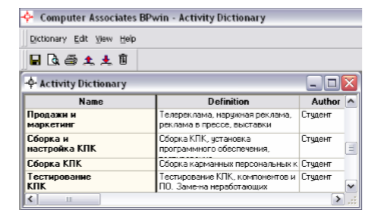 Computer Associates BPwin - Activity Dictionary
Dictionary Edit View Help
Activity Dictionary
Name Definition Author
Продажи и маркетинг
Телереклама, наружная реклама,
реклама в прессе, выставки
Студент
Сборка и настройка КПК
Сборка КПК, установка
программного обеспечения,
Студент
Сборка КПК
Сборка карманных персональных к
Студент
Тестирование КПК
Тестирование КПК, компонентов и
ПО. Замена неработающих
Студент